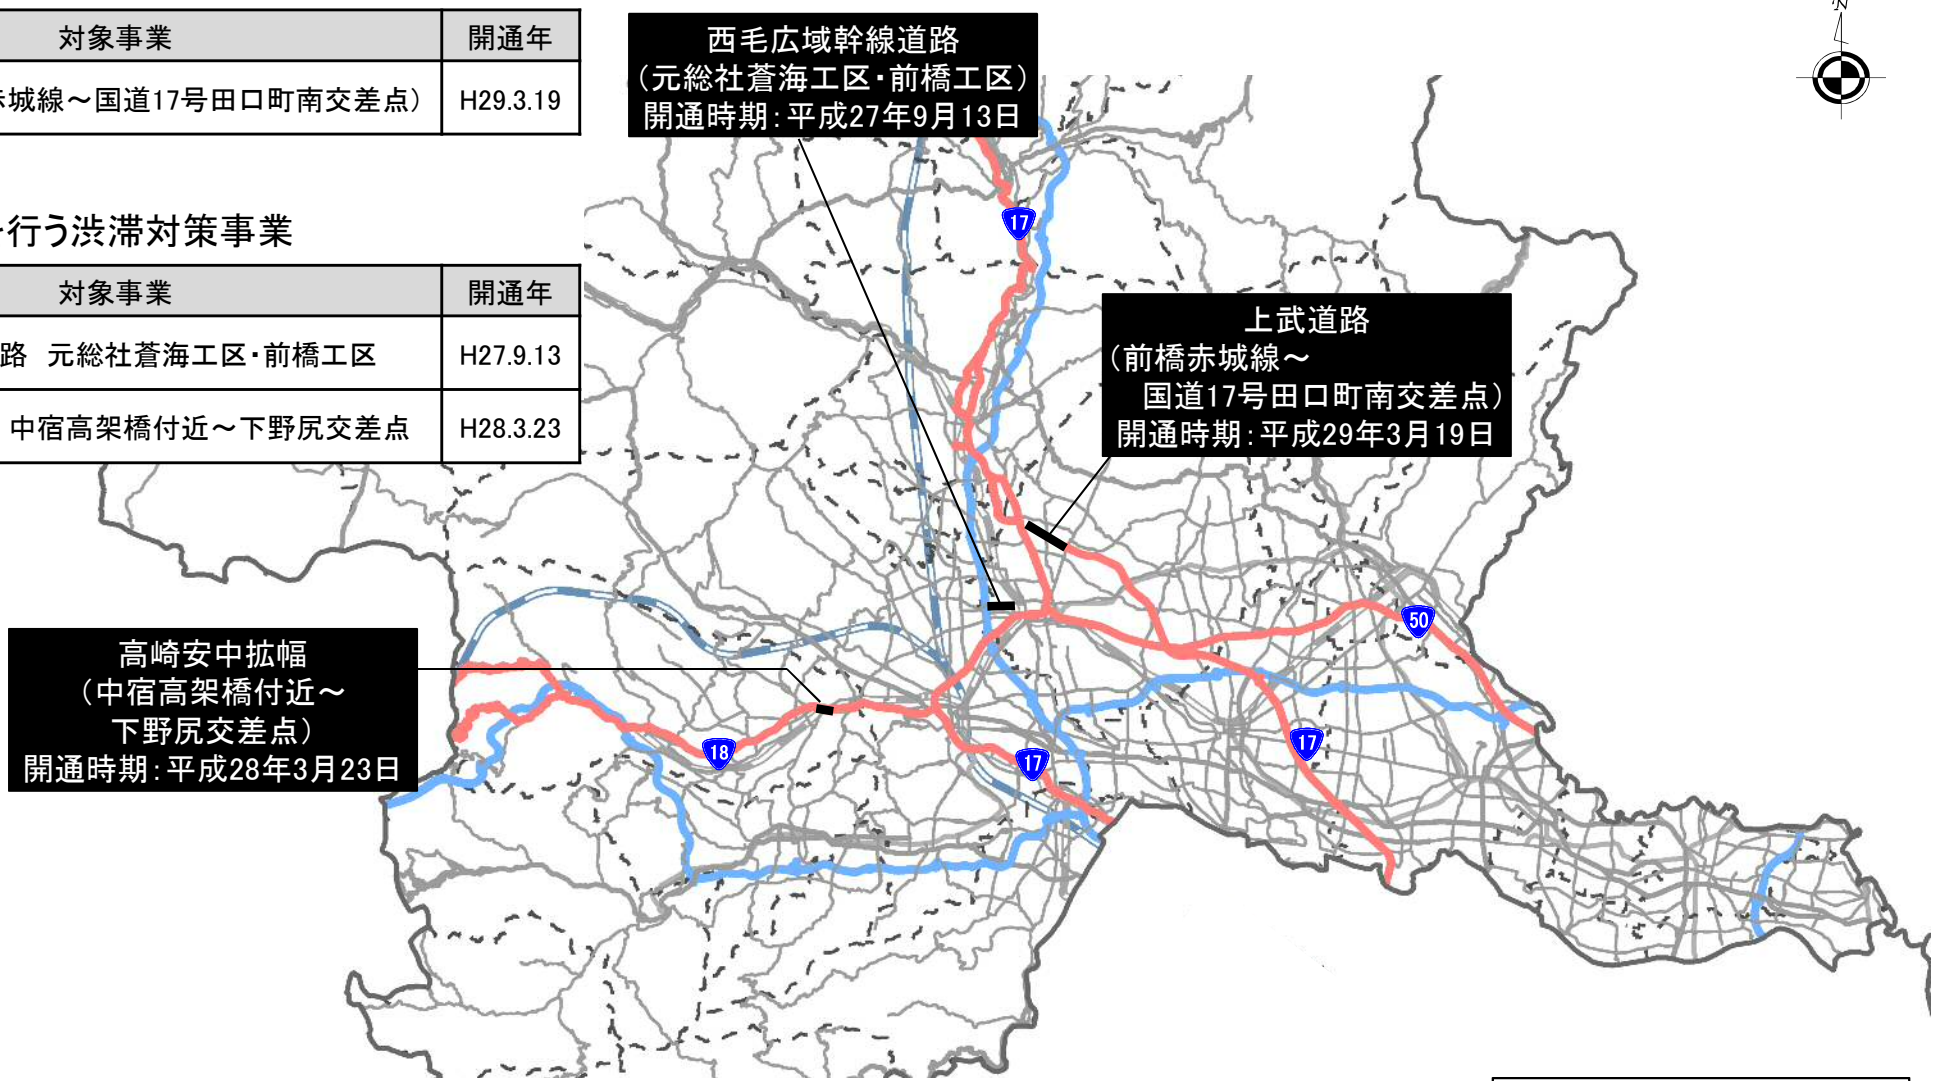 対象事業 開通年
城線～国道17号田口町南交差点） H29.3.19
行う渋滞対策事業
対象事業 開通年
路 元総社蒼海工区・前橋工区 H27.9.13
中宿高架橋付近～下野尻交差点 H28.3.23
西毛広域幹線道路
（元総社蒼海工区・前橋工区）
開通時期：平成27年9月13日
N
17
上武道路
（前橋赤城線～
国道17号田口町南交差点）
開通時期：平成29年3月19日
50
高崎安中拡幅
（中宿高架橋付近～
下野尻交差点）
開通時期：平成28年3月23日
18
17
17